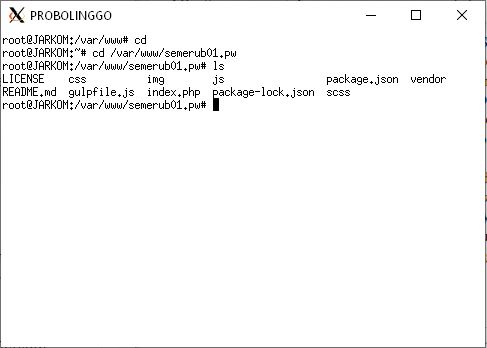 PROBOLINGGO
root@JARKOM:/var/www# cd
root@JARKOM:~# cd /var/www/semerub01.pw
root@JARKOM:/var/www/semerub01.pw# ls
LICENSE css img js package.json vendor
README.md gulpfile.js index.php package-lock.json scss
root@JARKOM:/var/www/semerub01.pw#